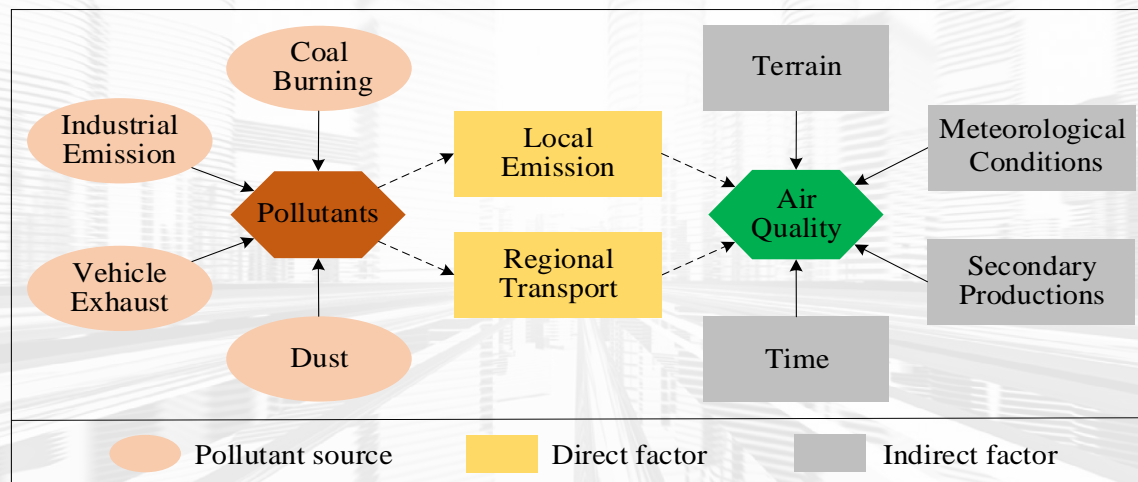 Coal
Burning
Terrain
Industrial
Emission
Local
Emission
Meteorological
Conditions
Pollutants
Air
Quality
Vehicle
Exhaust
Regional
Transport
Secondary
Productions
Dust
Time
Pollutant source
Direct factor
Indirect factor